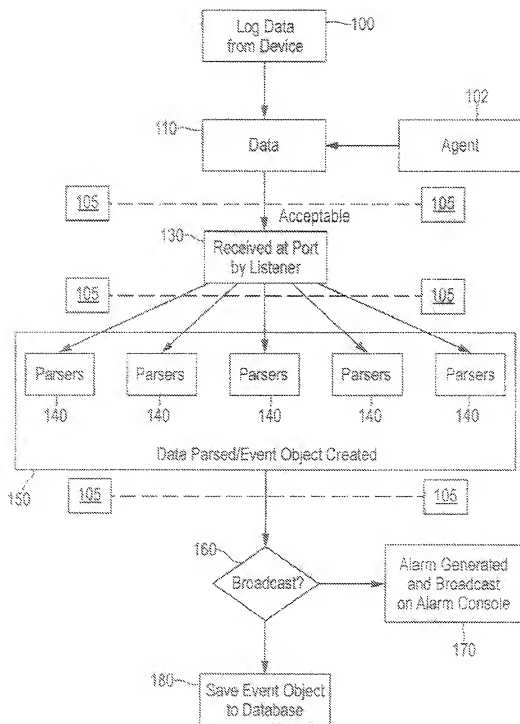 Log Data
from Device
100
102
110
Data
Agent
105
105
Acceptable
130
Received at Port
by Listener
105
105
Parsers
Parsers
Parsers
Parsers
Parsers
140
140
140
140
140
Data Parsed/Event Object Created
150
105
105
160
Broadcast?
Alarm Generated
and Broadcast
on Alarm Console
170
180
Save Event Object
to Database